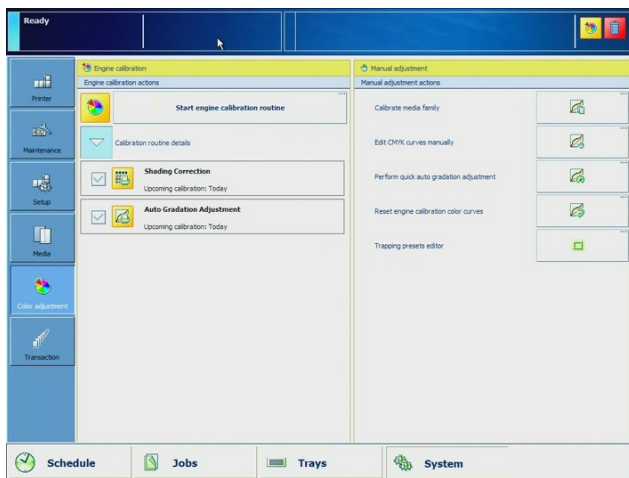 Ready
Printer
Maintenance
Setup
Media
Color adjustment
Transaction
Engine calibration
Engine calibration actions
Start engine calibration routine
Calibration routine details
Shading Correction
Upcoming calibration: Today
Auto Gradation Adjustment
Upcoming calibration: Today
Manual adjustment
Manual adjustment actions
Calibrate media family
Edit CMYK curves manually
Perform quick auto gradation adjustment
Reset engine calibration color curves
Trapping presets editor
Schedule
Jobs
Trays
System